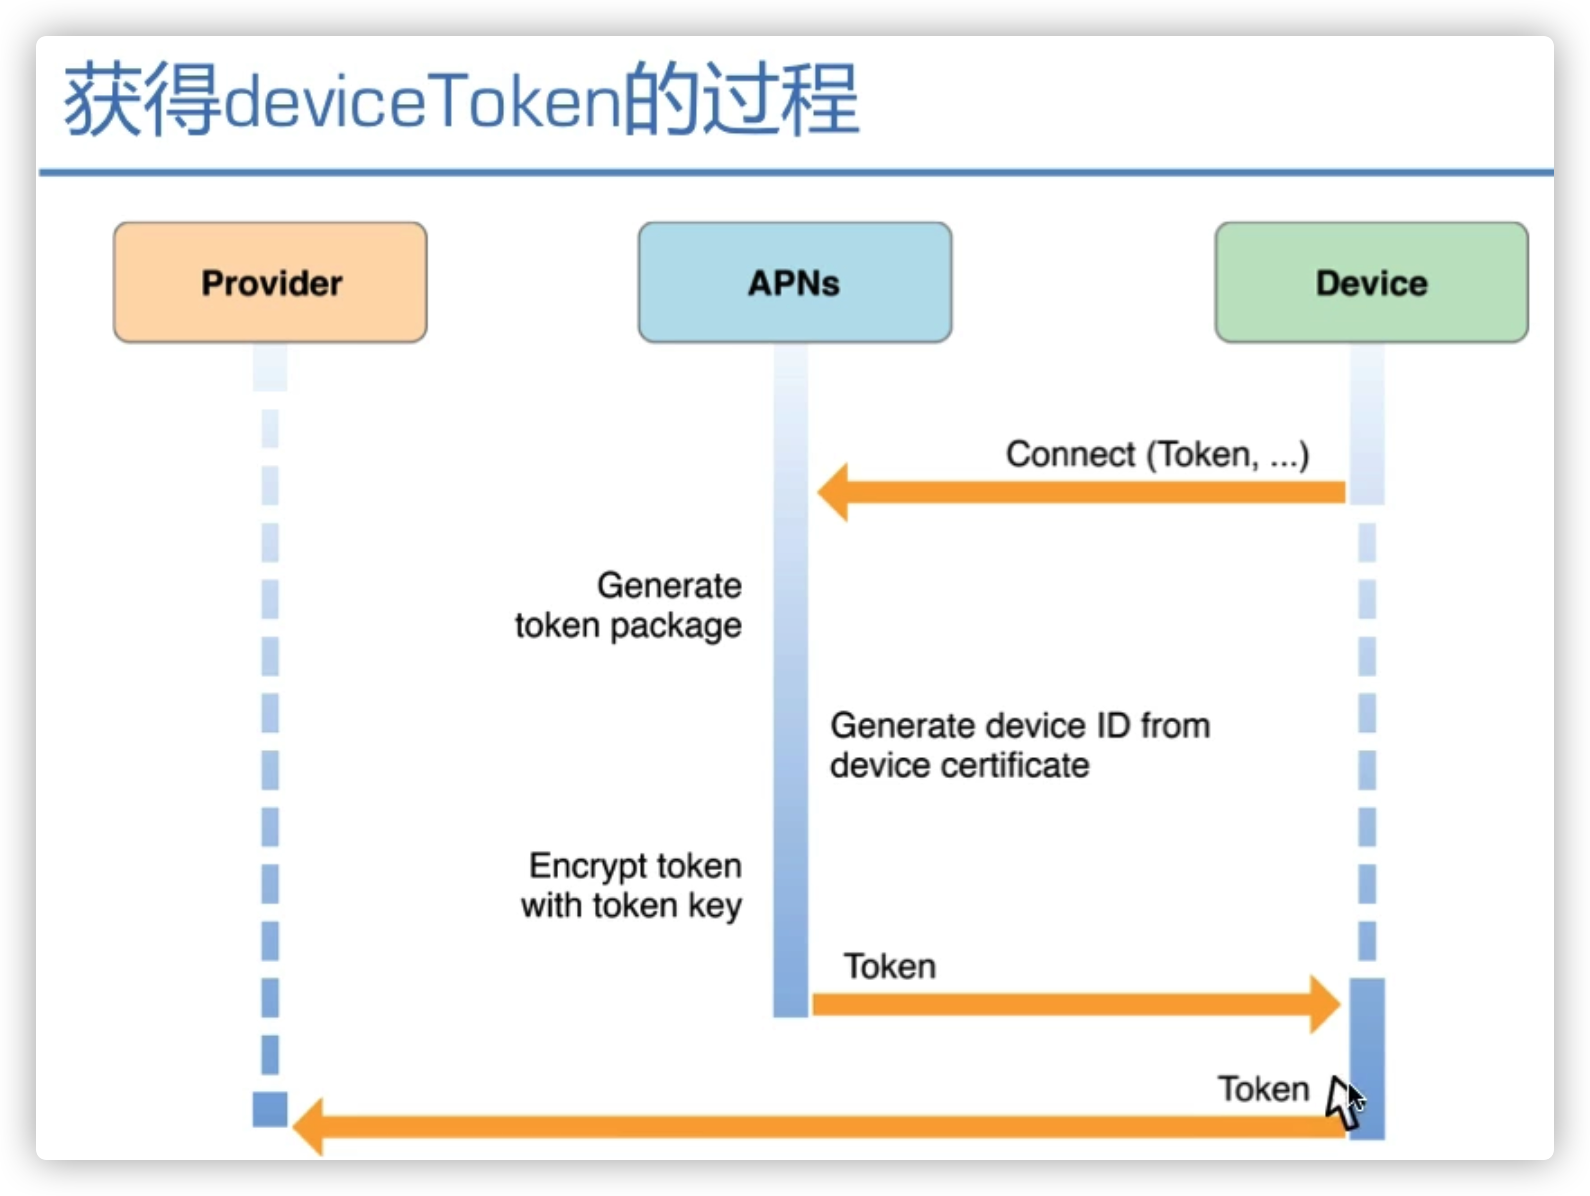 获得deviceToken的过程
Provider
APNs
Device
Connect (Token, ...)
Generate
token package
Generate device ID from
device certificate
Encrypt token
with token key
Token
Token